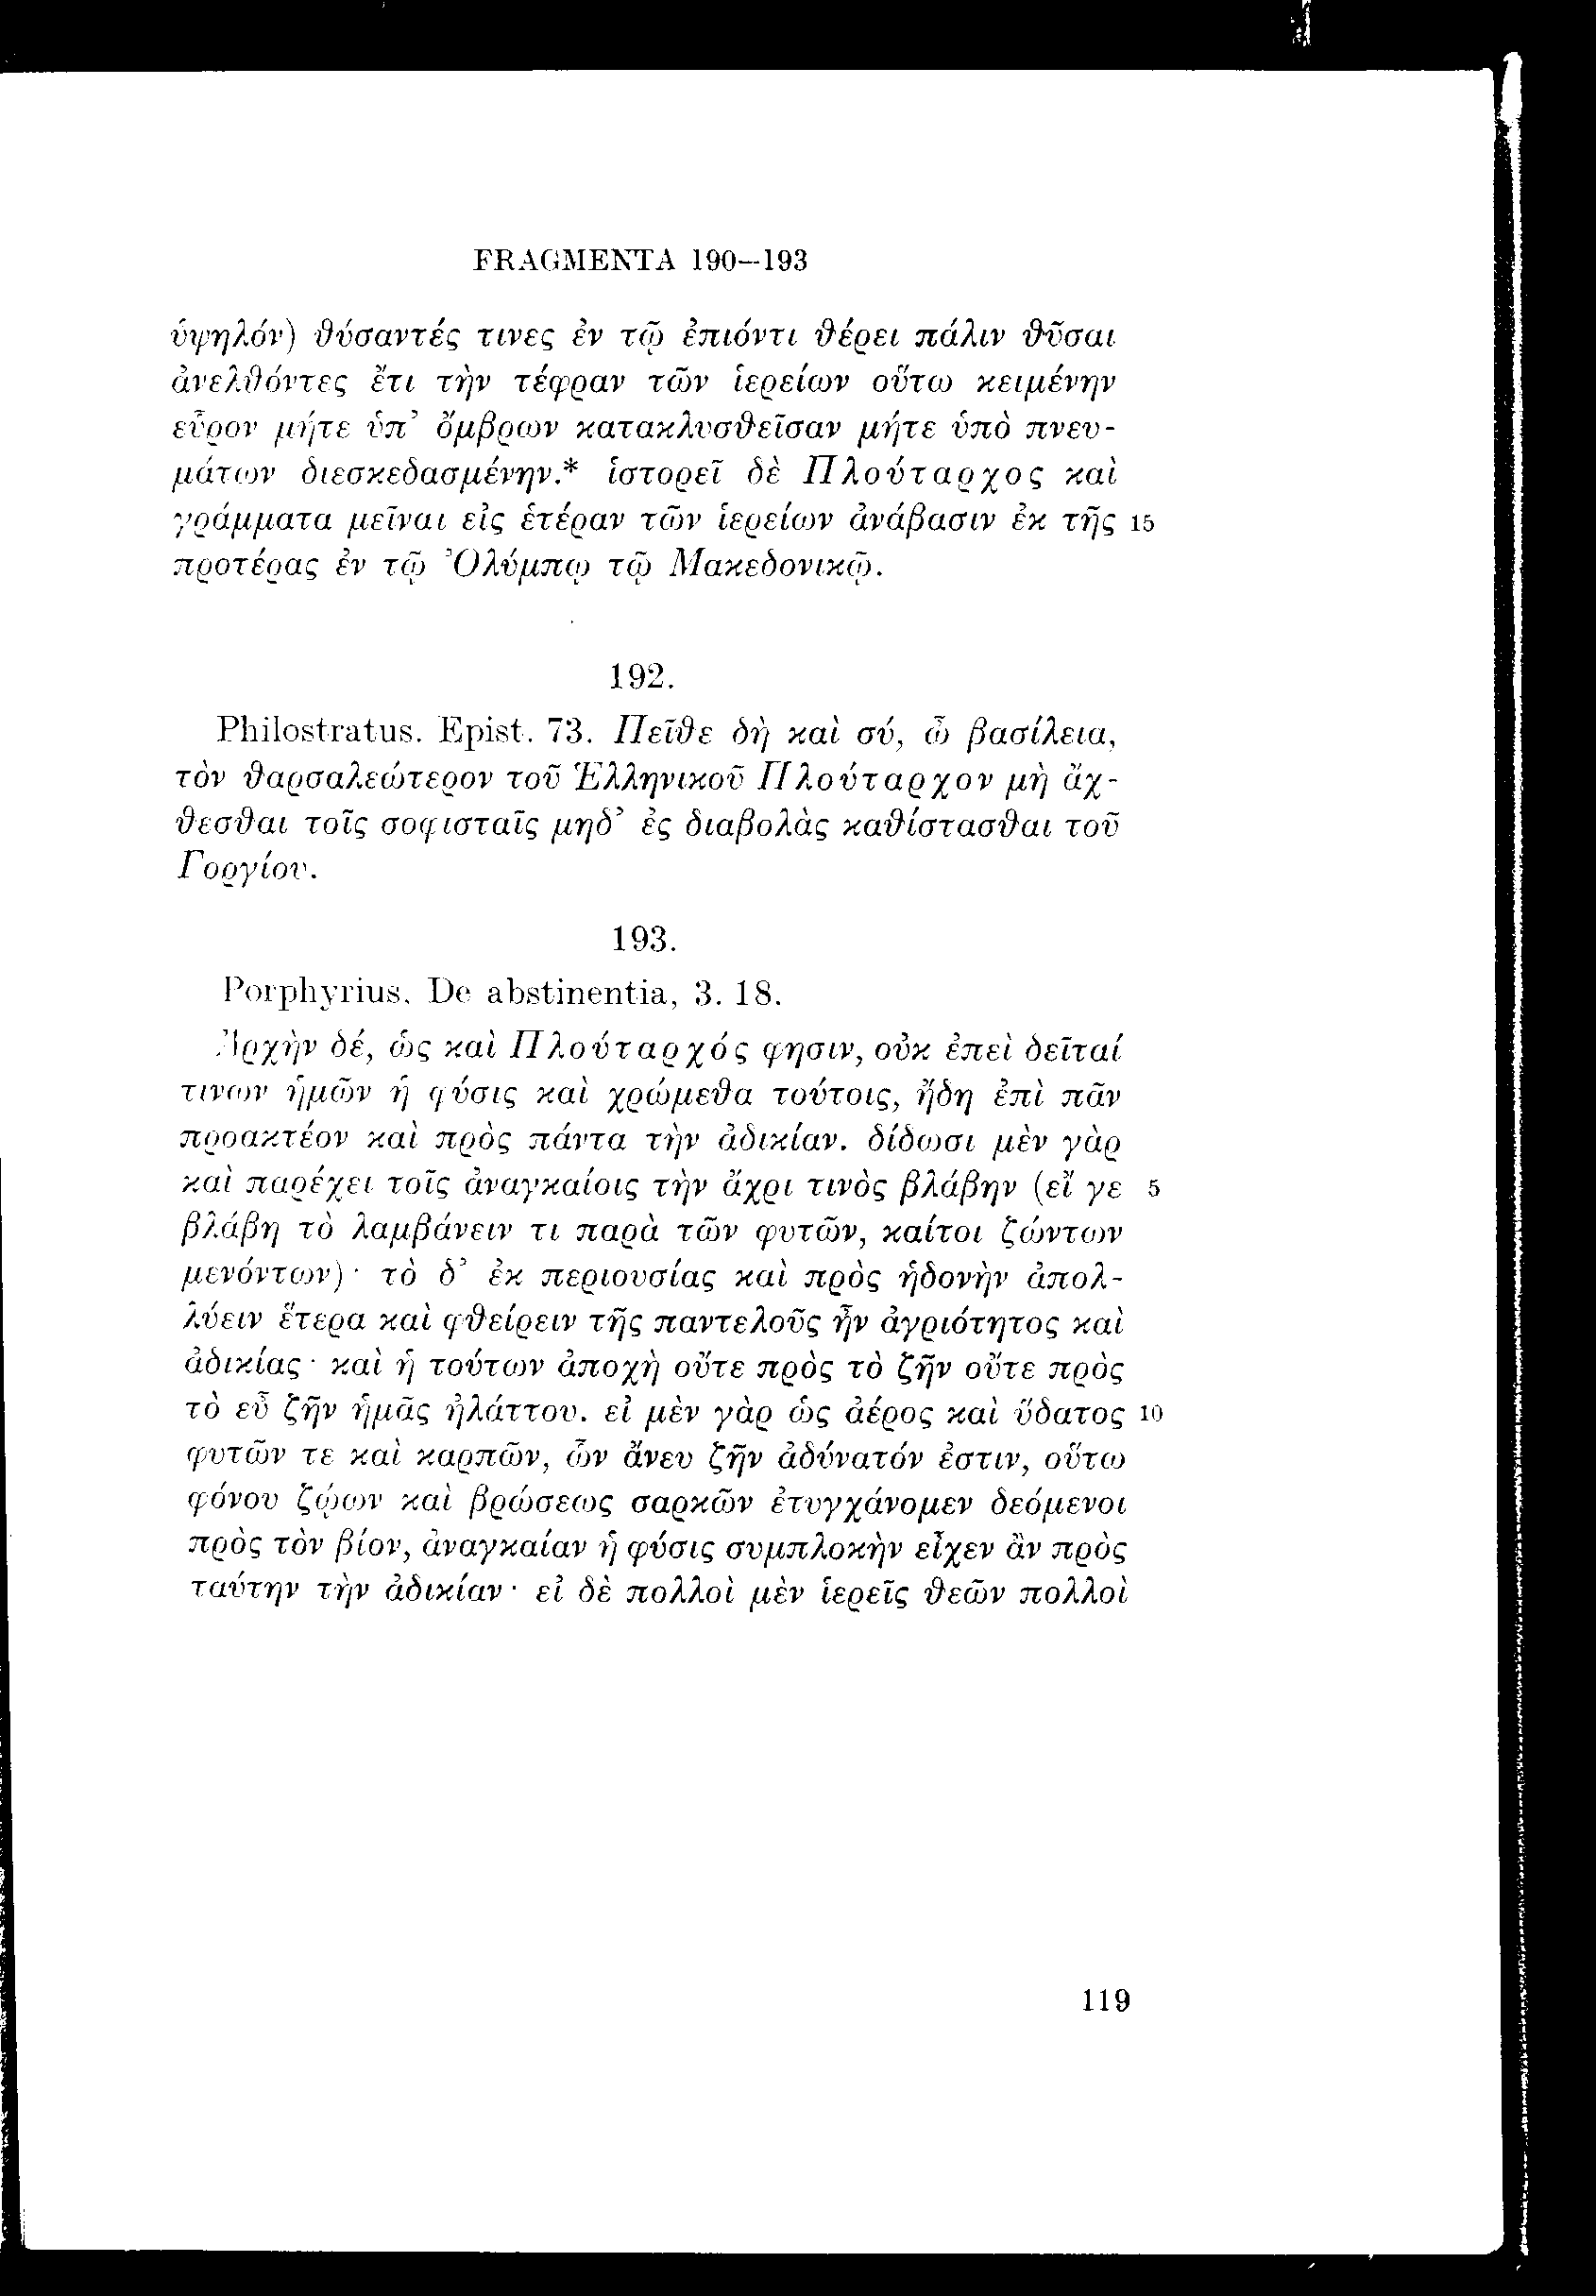 FRAGMENTA 190—193
ὑψηλόν) θύσαντές τινες ἐν τῷ ἐπιόντι θέρει πάλιν θῦσαι
ἀνελθόντες ἔτι τὴν τέφραν τῶν ἱερείων οὕτω κειμένην
εὗρον μήτε ὑπ᾽ ὄμβρων κατακλυσθεῖσαν μήτε ὑπὸ πνευ-
μάτων διεσκεδασμένην.* ἱστορεῖ δὲ Πλούταρχος καὶ
γράμματα μεῖναι εἰς ἑτέραν τῶν ἱερείων ἀνάβασιν ἐκ τῆς 15
προτέρας ἐν τῷ Ὀλύμπῳ τῷ Μακεδονικῷ.
192.
Philostratus. Epist. 73. Πεῖθε δὴ καὶ σύ, ὦ βασίλεια,
τὸν θαρσαλεώτερον τοῦ Ἑλληνικοῦ Πλούταρχον μὴ ἄχ-
θεσθαι τοῖς σοφισταῖς μηδ᾽ ἐς διαβολὰς καθίστασθαι τοῦ
Γοργίου.
193.
Porphyrius. De abstinentia, 3. 18.
Ἀρχὴν δέ, ὡς καὶ Πλούταρχός φησιν, οὐκ ἐπεὶ δεῖταί
τινων ἡμῶν ἡ φύσις καὶ χρώμεθα τούτοις, ἤδη ἐπὶ πᾶν
προακτέον καὶ πρὸς πάντα τὴν ἀδικίαν. δίδωσι μὲν γὰρ
καὶ παρέχει τοῖς ἀναγκαίοις τὴν ἄχρι τινὸς βλάβην (εἴ γε 5
βλάβη τὸ λαμβάνειν τι παρὰ τῶν φυτῶν, καίτοι ζώντων
μενόντων)· τὸ δ᾽ ἐκ περιουσίας καὶ πρὸς ἡδονὴν ἀπολ-
λύειν ἕτερα καὶ φθείρειν τῆς παντελοῦς ἦν ἀγριότητος καὶ
ἀδικίας· καὶ ἡ τούτων ἀποχὴ οὔτε πρὸς τὸ ζῆν οὔτε πρὸς
τὸ εὖ ζῆν ἡμᾶς ἠλάττου. εἰ μὲν γὰρ ὡς ἀέρος καὶ ὕδατος 10
φυτῶν τε καὶ καρπῶν, ὧν ἄνευ ζῆν ἀδύνατόν ἐστιν, οὕτω
φόνου ζῴων καὶ βρώσεως σαρκῶν ἐτυγχάνομεν δεόμενοι
πρὸς τὸν βίον, ἀναγκαίαν ἡ φύσις συμπλοκὴν εἶχεν ἂν πρὸς
ταύτην τὴν ἀδικίαν· εἰ δὲ πολλοὶ μὲν ἱερεῖς θεῶν πολλοὶ
119